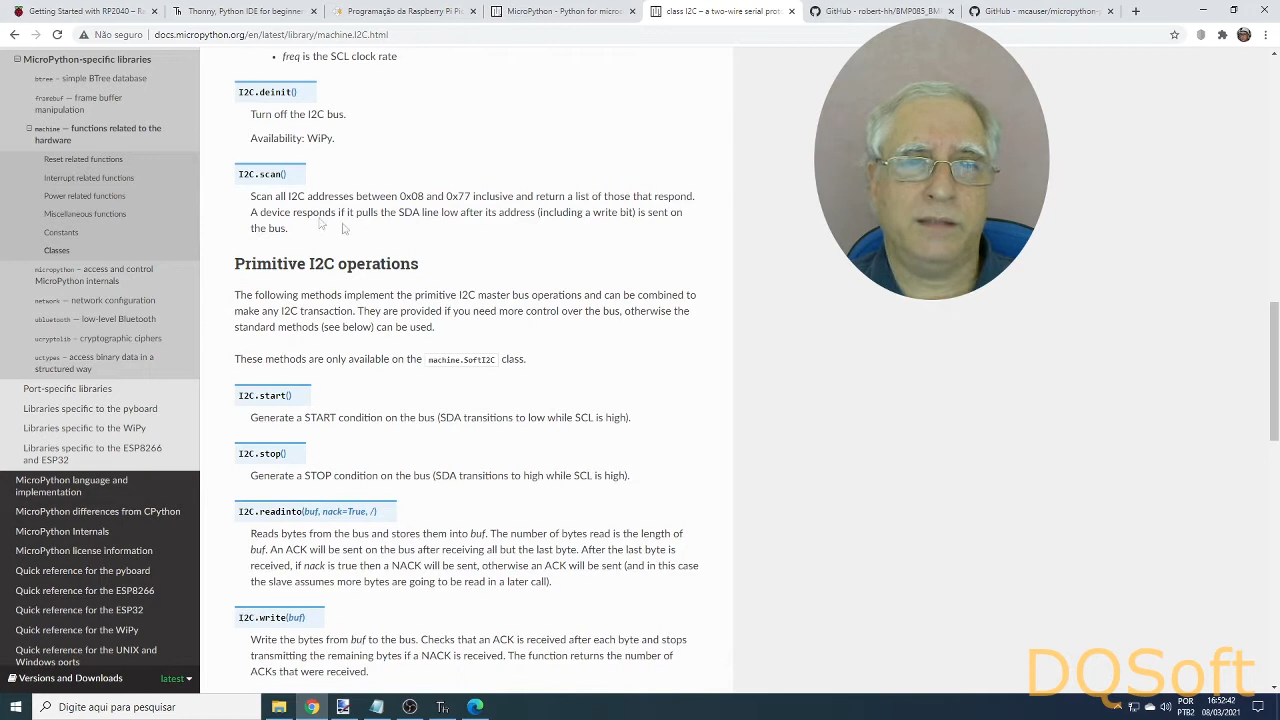 Getting Started with RP2040 – Ra
Thonny, Python IDE for beginner
Programação da Raspberry Pi Pi
MicroPython - Python for microc
class I2C – a two-wire serial prot
GitHub - robert-hh/BMP085_BM
GitHub - mcauser/micropython-s
Não seguro | docs.micropython.org/en/latest/library/machine.I2C.html
MicroPython-specific libraries
btree – simple BTree database
framebuf — frame buffer
manipulation
machine — functions related to the
hardware
Reset related functions
Interrupt related functions
Power related functions
Miscellaneous functions
Constants
Classes
micropython – access and control
MicroPython internals
network — network configuration
ubluetooth — low-level Bluetooth
ucryptolib – cryptographic ciphers
uctypes – access binary data in a
structured way
Port-specific libraries
Libraries specific to the pyboard
Libraries specific to the WiPy
Libraries specific to the ESP8266
and ESP32
MicroPython language and
implementation
MicroPython differences from CPython
MicroPython Internals
MicroPython license information
Quick reference for the pyboard
Quick reference for the ESP8266
Quick reference for the ESP32
Quick reference for the WiPy
Quick reference for the UNIX and
Windows ports
Versions and Downloads latest
• freq is the SCL clock rate
I2C.deinit()
Turn off the I2C bus.
Availability: WiPy.
I2C.scan()
Scan all I2C addresses between 0x08 and 0x77 inclusive and return a list of those that respond.
A device responds if it pulls the SDA line low after its address (including a write bit) is sent on
the bus.
Primitive I2C operations
The following methods implement the primitive I2C master bus operations and can be combined to
make any I2C transaction. They are provided if you need more control over the bus, otherwise the
standard methods (see below) can be used.
These methods are only available on the machine.SoftI2C class.
I2C.start()
Generate a START condition on the bus (SDA transitions to low while SCL is high).
I2C.stop()
Generate a STOP condition on the bus (SDA transitions to high while SCL is high).
I2C.readinto(buf, nack=True, /)
Reads bytes from the bus and stores them into buf. The number of bytes read is the length of
buf. An ACK will be sent on the bus after receiving all but the last byte. After the last byte is
received, if nack is true then a NACK will be sent, otherwise an ACK will be sent (and in this case
the slave assumes more bytes are going to be read in a later call).
I2C.write(buf)
Write the bytes from buf to the bus. Checks that an ACK is received after each byte and stops
transmitting the remaining bytes if a NACK is received. The function returns the number of
ACKs that were received.
DQSoft
Digite aqui para pesquisar
POR
PTB2
16:52:42
08/03/2021